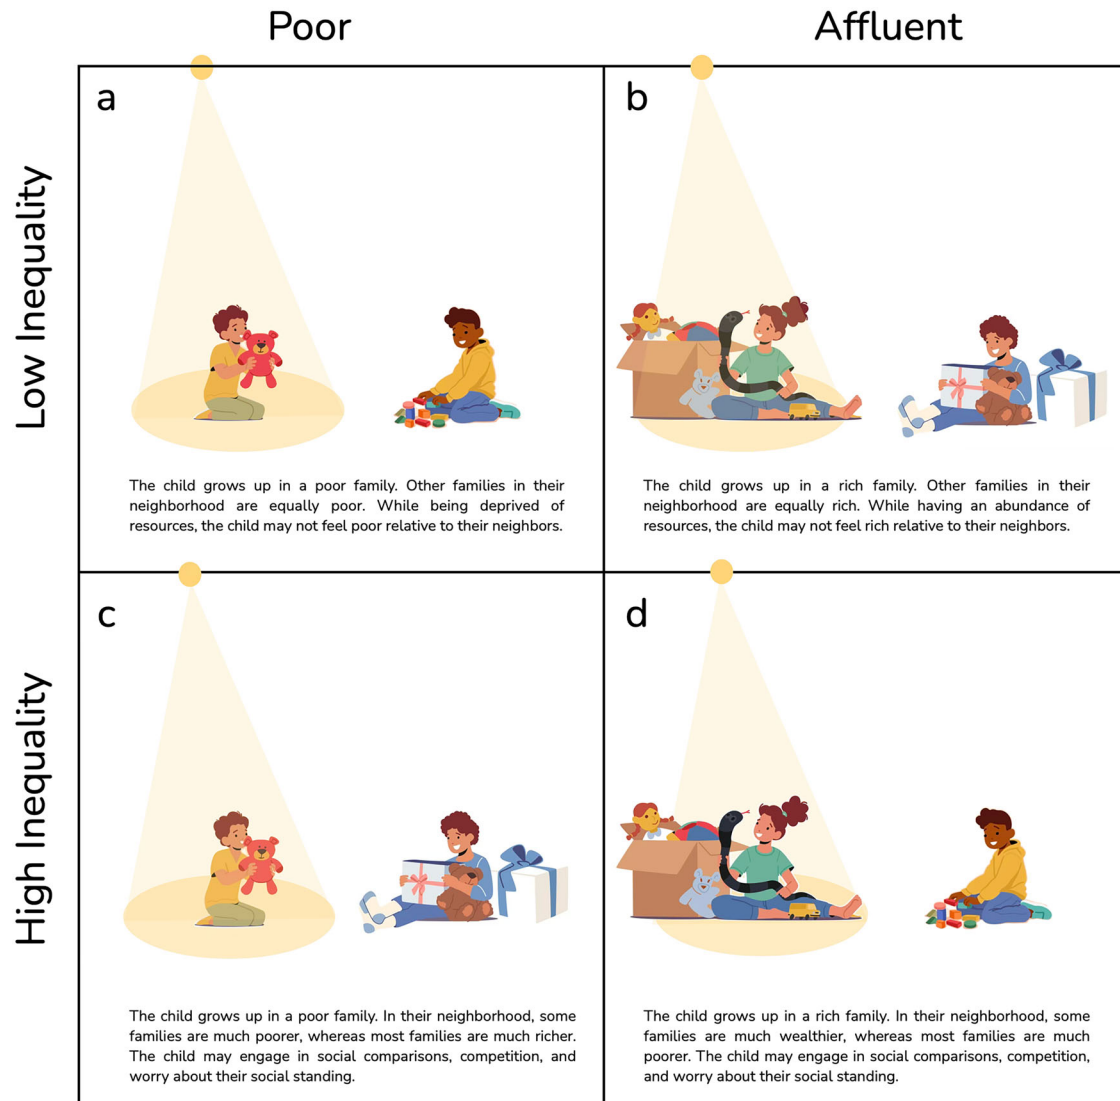 Poor
Affluent
Low Inequality
a
b
The child grows up in a poor family. Other families in their
neighborhood are equally poor. While being deprived of
resources, the child may not feel poor relative to their neighbors.
The child grows up in a rich family. Other families in their
neighborhood are equally rich. While having an abundance of
resources, the child may not feel rich relative to their neighbors.
High Inequality
c
d
The child grows up in a poor family. In their neighborhood, some
families are much poorer, whereas most families are much richer.
The child may engage in social comparisons, competition, and
worry about their social standing.
The child grows up in a rich family. In their neighborhood, some
families are much wealthier, whereas most families are much
poorer. The child may engage in social comparisons, competition,
and worry about their social standing.